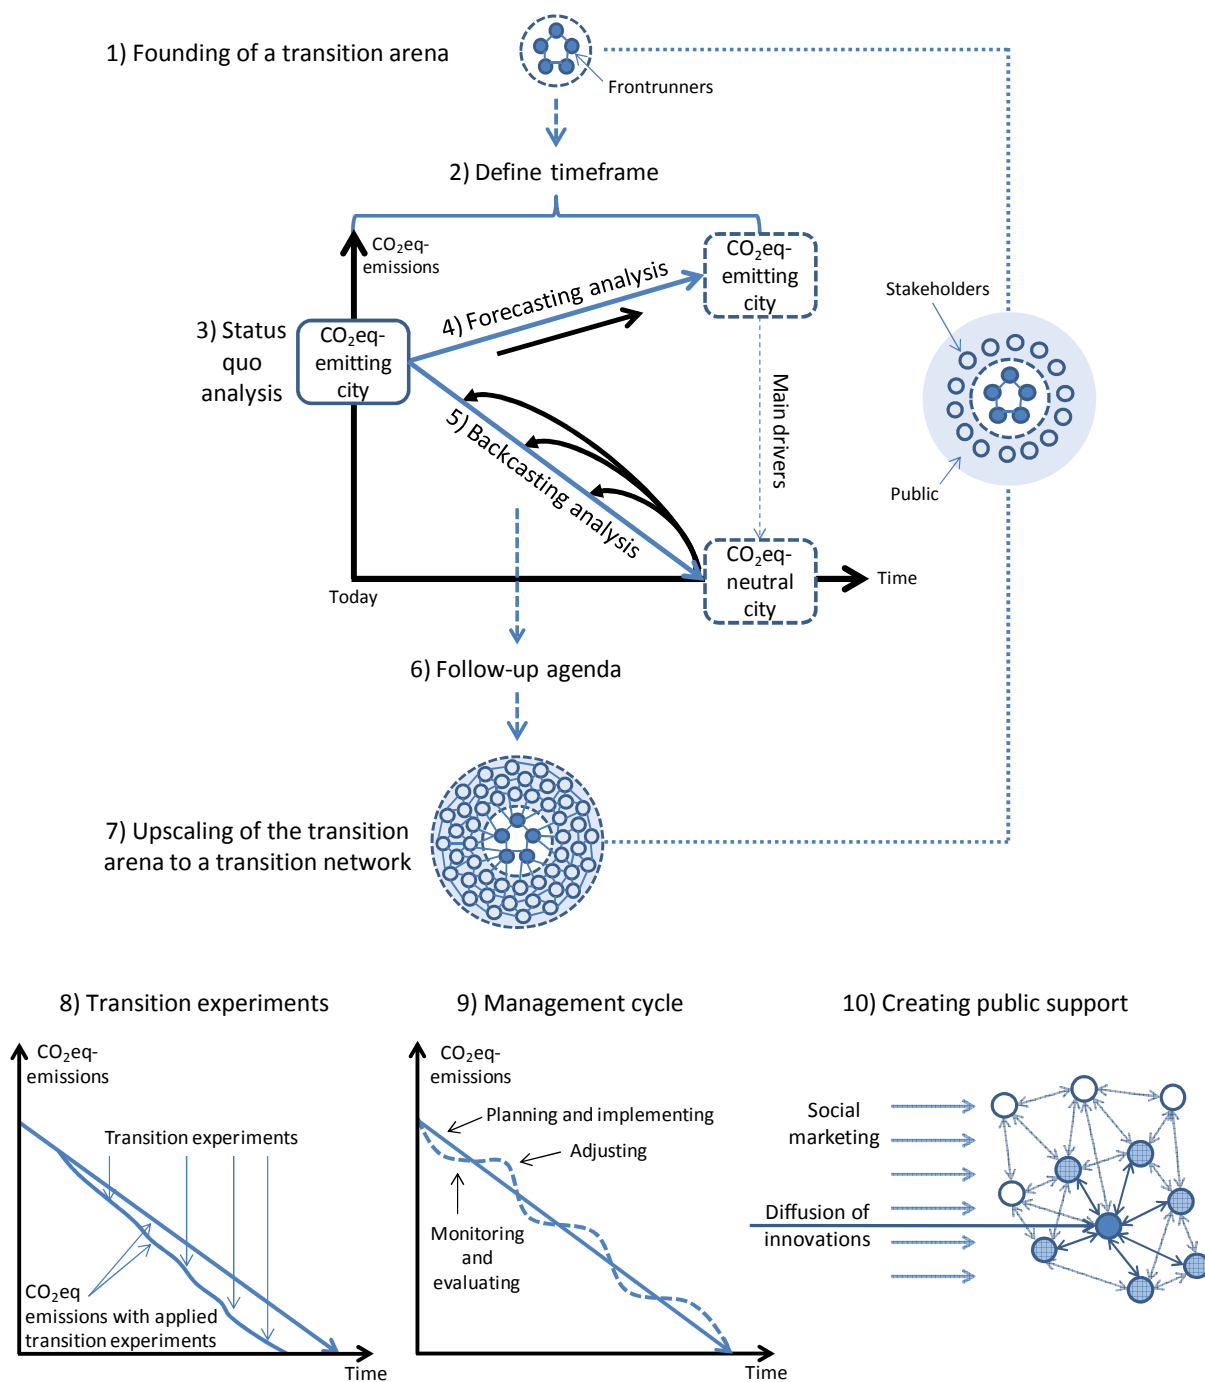 1) Founding of a transition arena
Frontrunners
2) Define timeframe
CO₂eq-
emissions
CO₂eq-
emitting
city
4) Forecasting analysis
Stakeholders
3) Status
quo
analysis
CO₂eq-
emitting
city
Main drivers
5) Backcasting analysis
Public
CO₂eq-
neutral
city
Time
Today
6) Follow-up agenda
7) Upscaling of the transition
arena to a transition network
8) Transition experiments
CO₂eq-
emissions
Transition experiments
CO₂eq
emissions with applied
transition experiments
Time
9) Management cycle
CO₂eq-
emissions
Planning and implementing
Adjusting
Monitoring
and
evaluating
Time
10) Creating public support
Social
marketing
Diffusion of
innovations